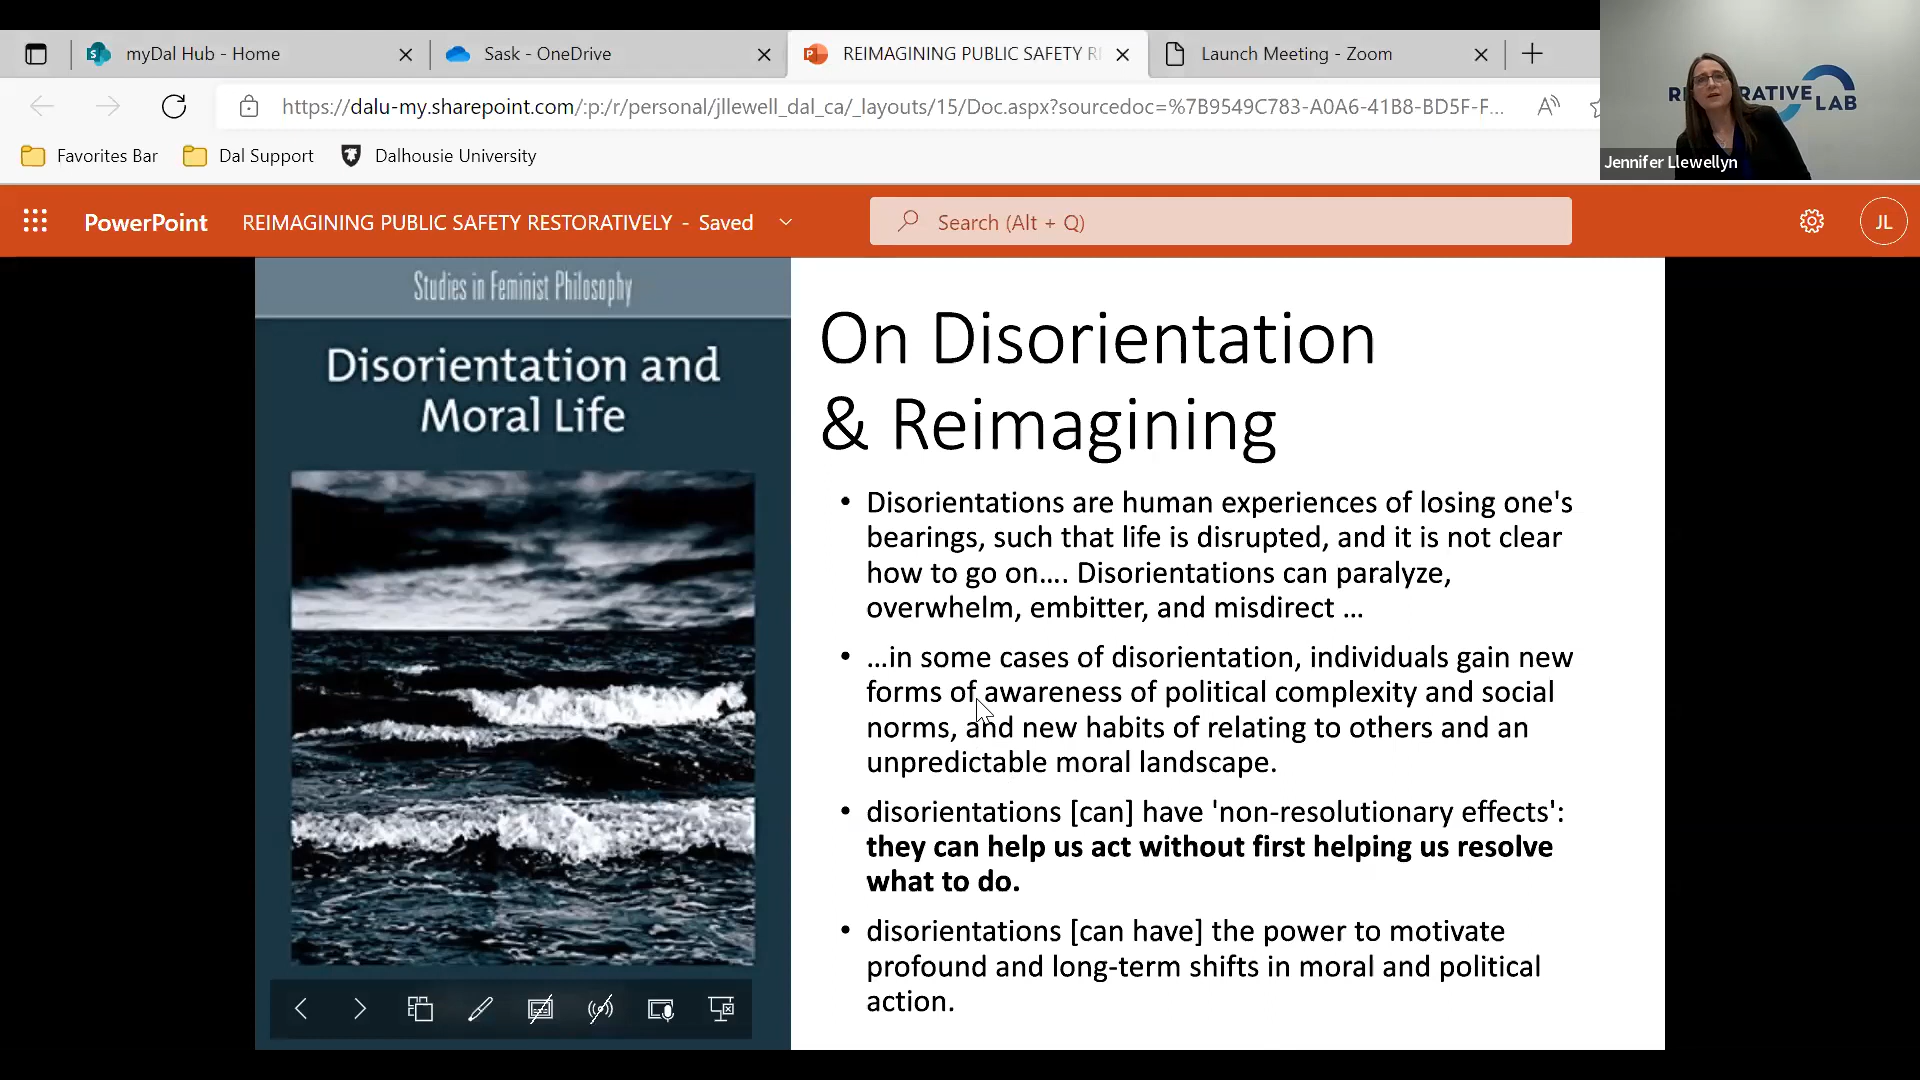 myDal Hub - Home
Sask - OneDrive
REIMAGINING PUBLIC SAFETY R
Launch Meeting - Zoom
https://dalu-my.sharepoint.com/:p:/r/personal/jllewell_dal_ca/_layouts/15/Doc.aspx?sourcedoc=%7B9549C783-A0A6-41B8-BD5F-F...
Favorites Bar
Dal Support
Dalhousie University
LAB
Jennifer Llewellyn
PowerPoint
REIMAGINING PUBLIC SAFETY RESTORATIVELY - Saved
Search (Alt + Q)
JL
Studies in Feminist Philosophy
Disorientation and
Moral Life
On Disorientation
& Reimagining
• Disorientations are human experiences of losing one's
bearings, such that life is disrupted, and it is not clear
how to go on…. Disorientations can paralyze,
overwhelm, embitter, and misdirect …
• …in some cases of disorientation, individuals gain new
forms of awareness of political complexity and social
norms, and new habits of relating to others and an
unpredictable moral landscape.
• disorientations [can] have 'non-resolutionary effects':
they can help us act without first helping us resolve
what to do.
• disorientations [can have] the power to motivate
profound and long-term shifts in moral and political
action.